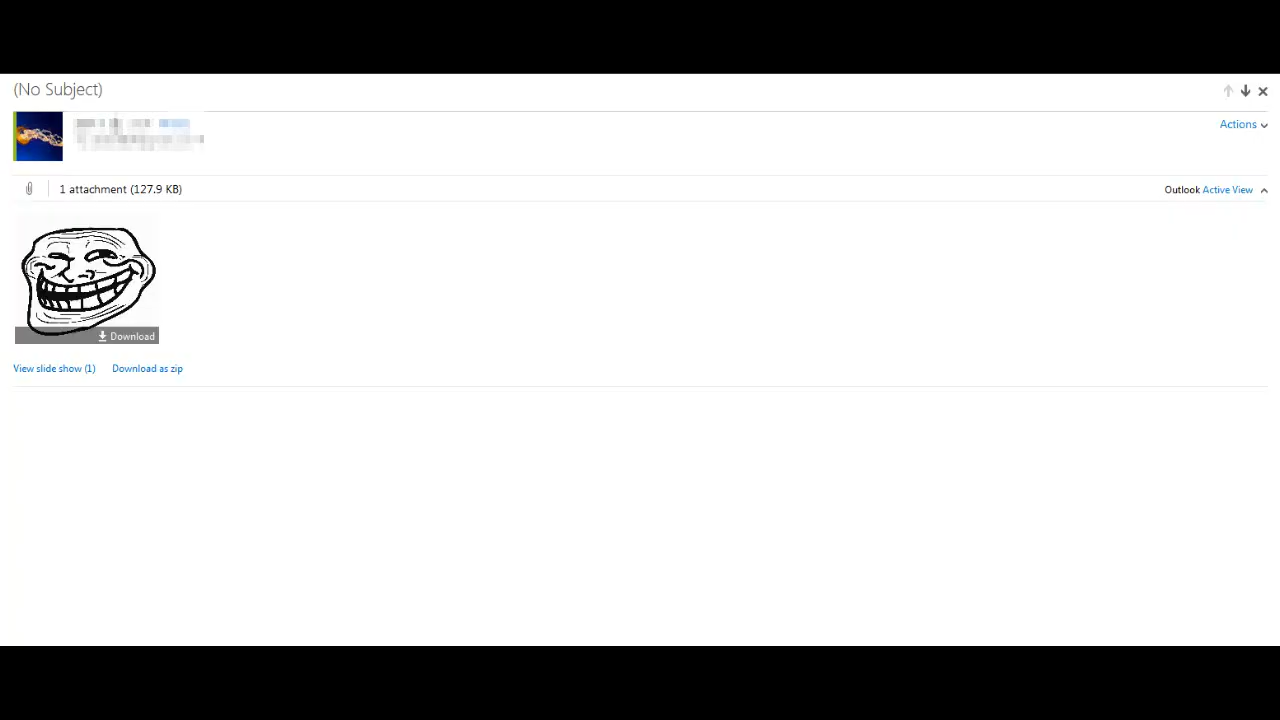 (No Subject)
Actions
1 attachment (127.9 KB)
Outlook Active View
Download
View slide show (1) Download as zip